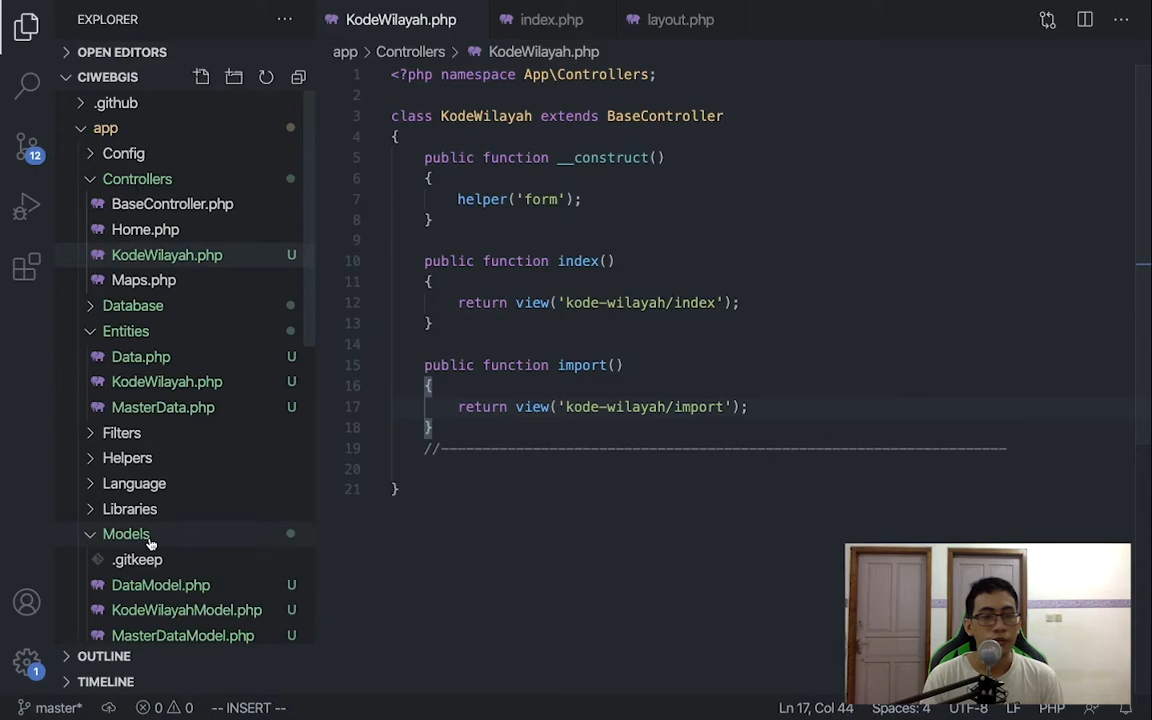 EXPLORER
OPEN EDITORS
CIWEBGIS
.github
app
Config
Controllers
BaseController.php
Home.php
KodeWilayah.php U
Maps.php
Database
Entities
Data.php U
KodeWilayah.php U
MasterData.php U
Filters
Helpers
Language
Libraries
Models
.gitkeep
DataModel.php U
KodeWilayahModel.php U
MasterDataModel.php U
OUTLINE
TIMELINE
12
1
KodeWilayah.php index.php layout.php
app > Controllers > KodeWilayah.php
1 <?php namespace App\Controllers;
2
3 class KodeWilayah extends BaseController
4 {
5 public function __construct()
6 {
7 helper('form');
8 }
9
10 public function index()
11 {
12 return view('kode-wilayah/index');
13 }
14
15 public function import()
16 {
17 return view('kode-wilayah/import');
18 }
19 //--------------------------------------------------------------------
20
21 }
master* 0 0 -- INSERT -- Ln 17, Col 44 Spaces: 4 UTF-8 LF PHP